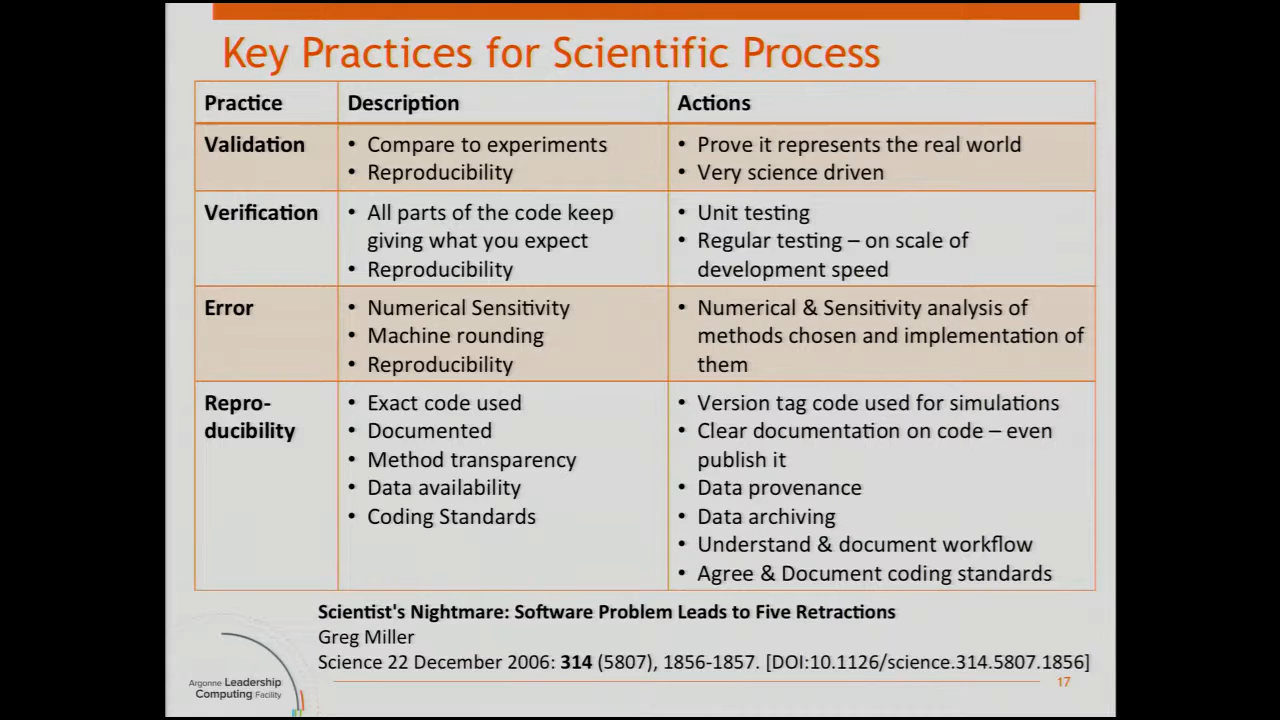 Key Practices for Scientific Process
Practice
Description
Actions
Validation
• Compare to experiments
• Reproducibility
• Prove it represents the real world
• Very science driven
Verification
• All parts of the code keep
giving what you expect
• Reproducibility
• Unit testing
• Regular testing – on scale of
development speed
Error
• Numerical Sensitivity
• Machine rounding
• Reproducibility
• Numerical & Sensitivity analysis of
methods chosen and implementation of
them
Repro-
ducibility
• Exact code used
• Documented
• Method transparency
• Data availability
• Coding Standards
• Version tag code used for simulations
• Clear documentation on code – even
publish it
• Data provenance
• Data archiving
• Understand & document workflow
• Agree & Document coding standards
Scientist's Nightmare: Software Problem Leads to Five Retractions
Greg Miller
Science 22 December 2006: 314 (5807), 1856-1857. [DOI:10.1126/science.314.5807.1856]
Argonne Leadership
Computing Facility
17